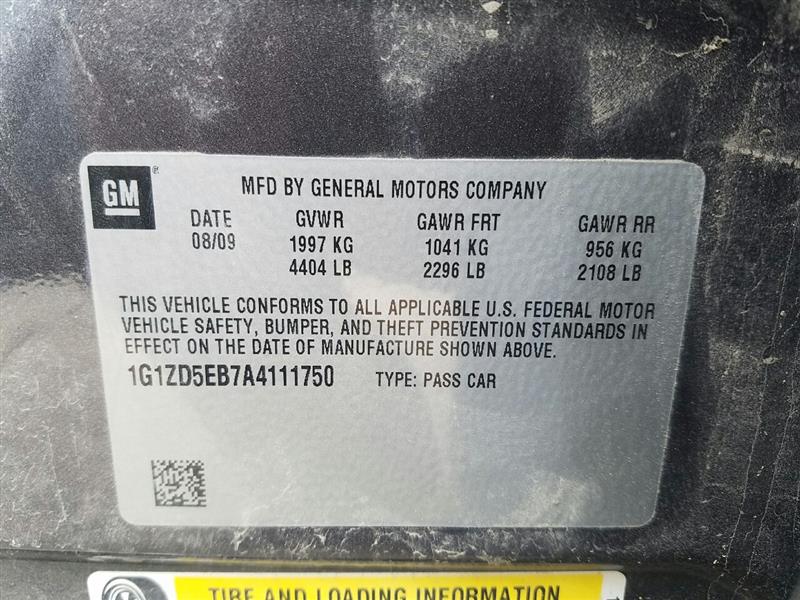 GM ®
MFD BY GENERAL MOTORS COMPANY
DATE GVWR GAWR FRT GAWR RR
08/09 1997 KG 1041 KG 956 KG
4404 LB 2296 LB 2108 LB
THIS VEHICLE CONFORMS TO ALL APPLICABLE U.S. FEDERAL MOTOR
VEHICLE SAFETY, BUMPER, AND THEFT PREVENTION STANDARDS IN
EFFECT ON THE DATE OF MANUFACTURE SHOWN ABOVE.
1G1ZD5EB7A4111750 TYPE: PASS CAR
TIRE AND LOADING INFORMATION